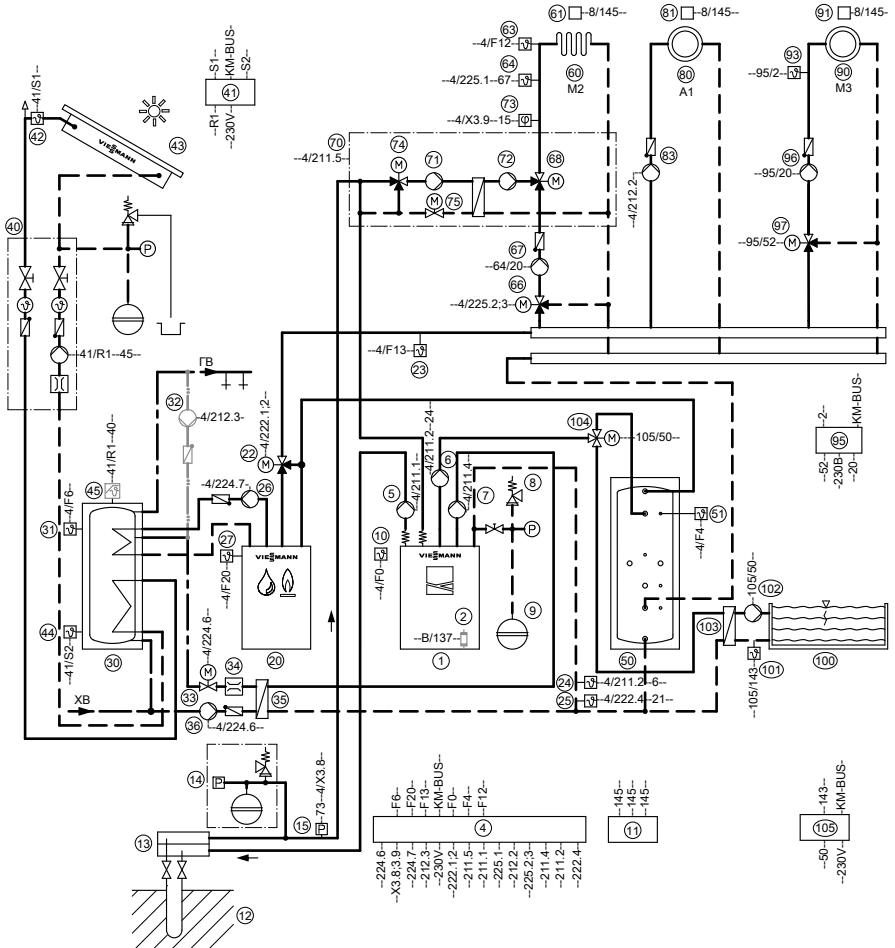 61 --8/145--
81 --8/145--
91 --8/145--
63
--4/F12--
64
--4/225.1--67--
73
--4/X3.9--15--
60
M2
80
A1
93
--95/2--
90
M3
--41/S1--
42
43
VIESMANN
--S1--
--KM-BUS--
--S2--
41
--R1--
--230V--
70
--4/211.5--
74
M
71
72
68
M
M
75
83
--4/212.2--
96
--95/20--
97
--95/52--
M
40
P
67
--64/20--
66
--4/225.2;3--
M
--41/R1--45--
--4/F13--
23
ГВ
32
--4/212.3--
22
M
--4/222.1;2--
--4/211.2--24--
6
104
M
--105/50--
--2--
KM-BUS-
95
--52--
--230B--
--20--
--41/R1--40--
45
--4/F6--
31
-4/224.7-
26
5
--4/211.1--
--4/211.4--
7
8
P
51
--4/F4--
27
--4/F20--
VIESMANN
10
--4/F0--
VIESMANN
2
--B/137--
9
--105/50--
102
103
101
--105/143--
100
44
--41/S2--
30
--4/224.6--
M
20
1
50
33
34
35
24
--4/211.2--6--
25
--4/222.4--21--
ХВ
36
--4/224.6--
14
P
15
P
--73--4/X3.8--
13
12
--F6--
--F20--
--F13--
--KM-BUS-
--F0--
--F4--
--F12--
4
--224.6--
--X3.8;3.9--
--224.7--
--212.3--
--230V--
--222.1;2--
--211.5--
--211.1--
--225.1--
--212.2--
--225.2;3--
--211.4--
--211.2--
--222.4--
--145--
--145--
--145--
11
--143--
KM-BUS-
105
--50--
--230V--